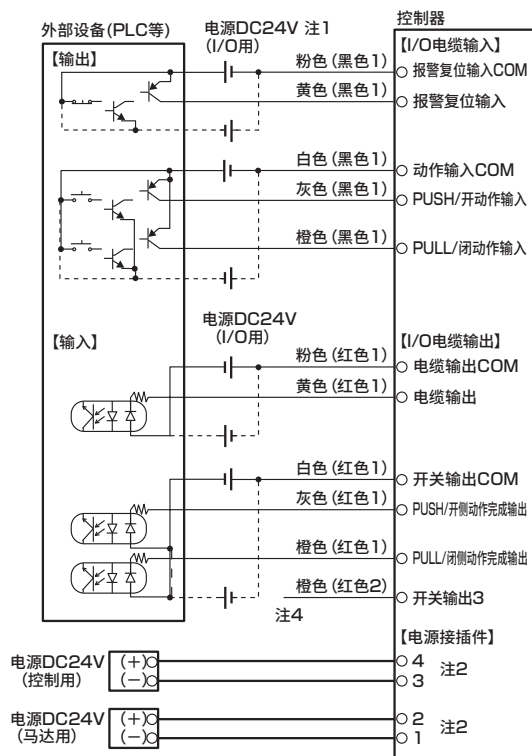 外部设备(PLC等)
电源DC24V 注1
(I/O用)
控制器
【输出】
【I/O电缆输入】
粉色(黑色1)
报警复位输入COM
黄色(黑色1)
报警复位输入
白色(黑色1)
动作输入COM
灰色(黑色1)
PUSH/开动作输入
橙色(黑色1)
PULL/闭动作输入
电源DC24V
(I/O用)
【输入】
【I/O电缆输出】
粉色(红色1)
电缆输出COM
黄色(红色1)
电缆输出
白色(红色1)
开关输出COM
灰色(红色1)
PUSH/开侧动作完成输出
橙色(红色1)
PULL/闭侧动作完成输出
橙色(红色2)
开关输出3
注4
【电源接插件】
电源DC24V
(控制用)
(+)
(−)
4
3
注2
电源DC24V
(马达用)
(+)
(−)
2
1
注2